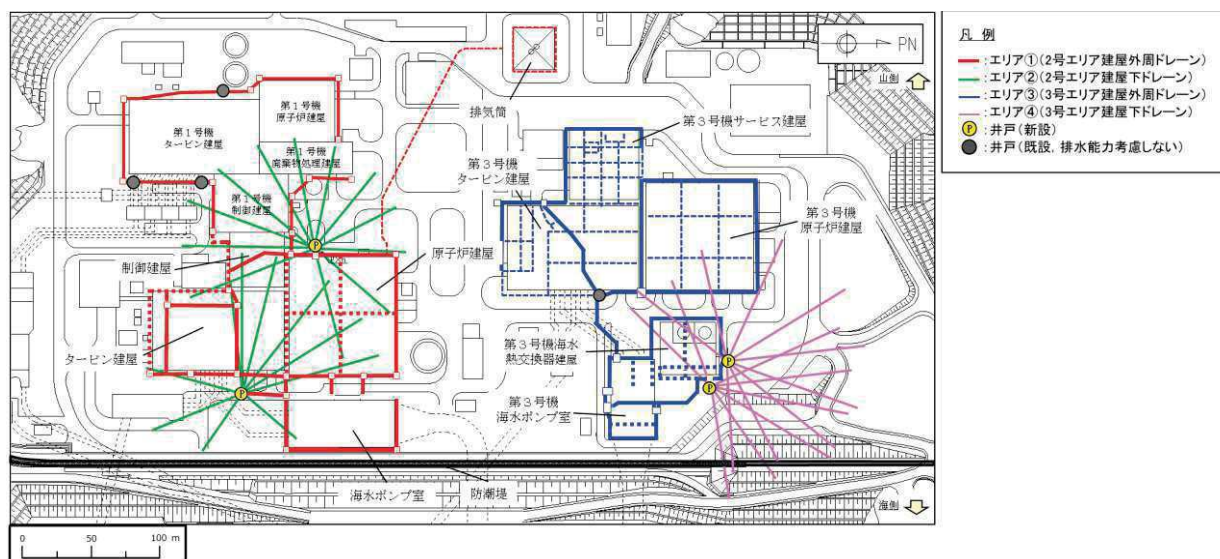 PN
山側
排気筒
第1号機
原子炉建屋
第1号機
タービン建屋
第1号機
廃棄物処理建屋
第1号機
制御建屋
第3号機サービス建屋
第3号機
タービン建屋
第3号機
原子炉建屋
制御建屋
原子炉建屋
タービン建屋
第3号機海水
熱交換器建屋
第3号機
海水ポンプ室
海水ポンプ室
防潮堤
海側
P
P
P
P
0 50 100 m
凡 例
:エリア①(2号エリア建屋外周ドレーン)
:エリア②(2号エリア建屋下ドレーン)
:エリア③(3号エリア建屋外周ドレーン)
エリア④(3号エリア建屋下ドレーン)
P :井戸(新設)
:井戸(既設, 排水能力考慮しない)